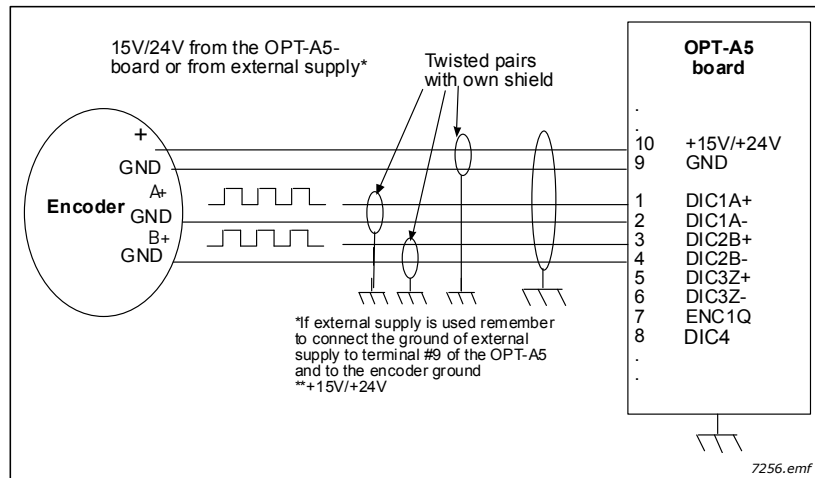 15V/24V from the OPT-A5-
board or from external supply*
Twisted pairs
with own shield
OPT-A5
board
.
.
+
10 +15V/+24V
GND
9 GND
A+
1 DIC1A+
Encoder
GND
2 DIC1A-
B+
3 DIC2B+
GND
4 DIC2B-
5 DIC3Z+
6 DIC3Z-
7 ENC1Q
8 DIC4
.
.
*If external supply is used remember
to connect the ground of external
supply to terminal #9 of the OPT-A5
and to the encoder ground
**+15V/+24V
7256.emf